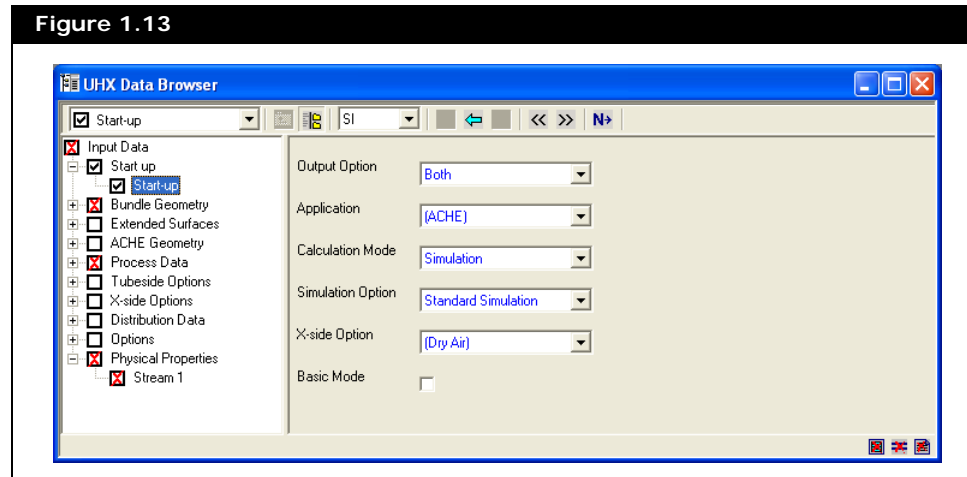 Figure 1.13
UHX Data Browser
Start-up
SI
N
Input Data
Start up
Start-up
Bundle Geometry
Extended Surfaces
ACHE Geometry
Process Data
Tubeside Options
X-side Options
Distribution Data
Options
Physical Properties
Stream 1
Output Option
Both
Application
(ACHE)
Calculation Mode
Simulation
Simulation Option
Standard Simulation
X-side Option
(Dry Air)
Basic Mode